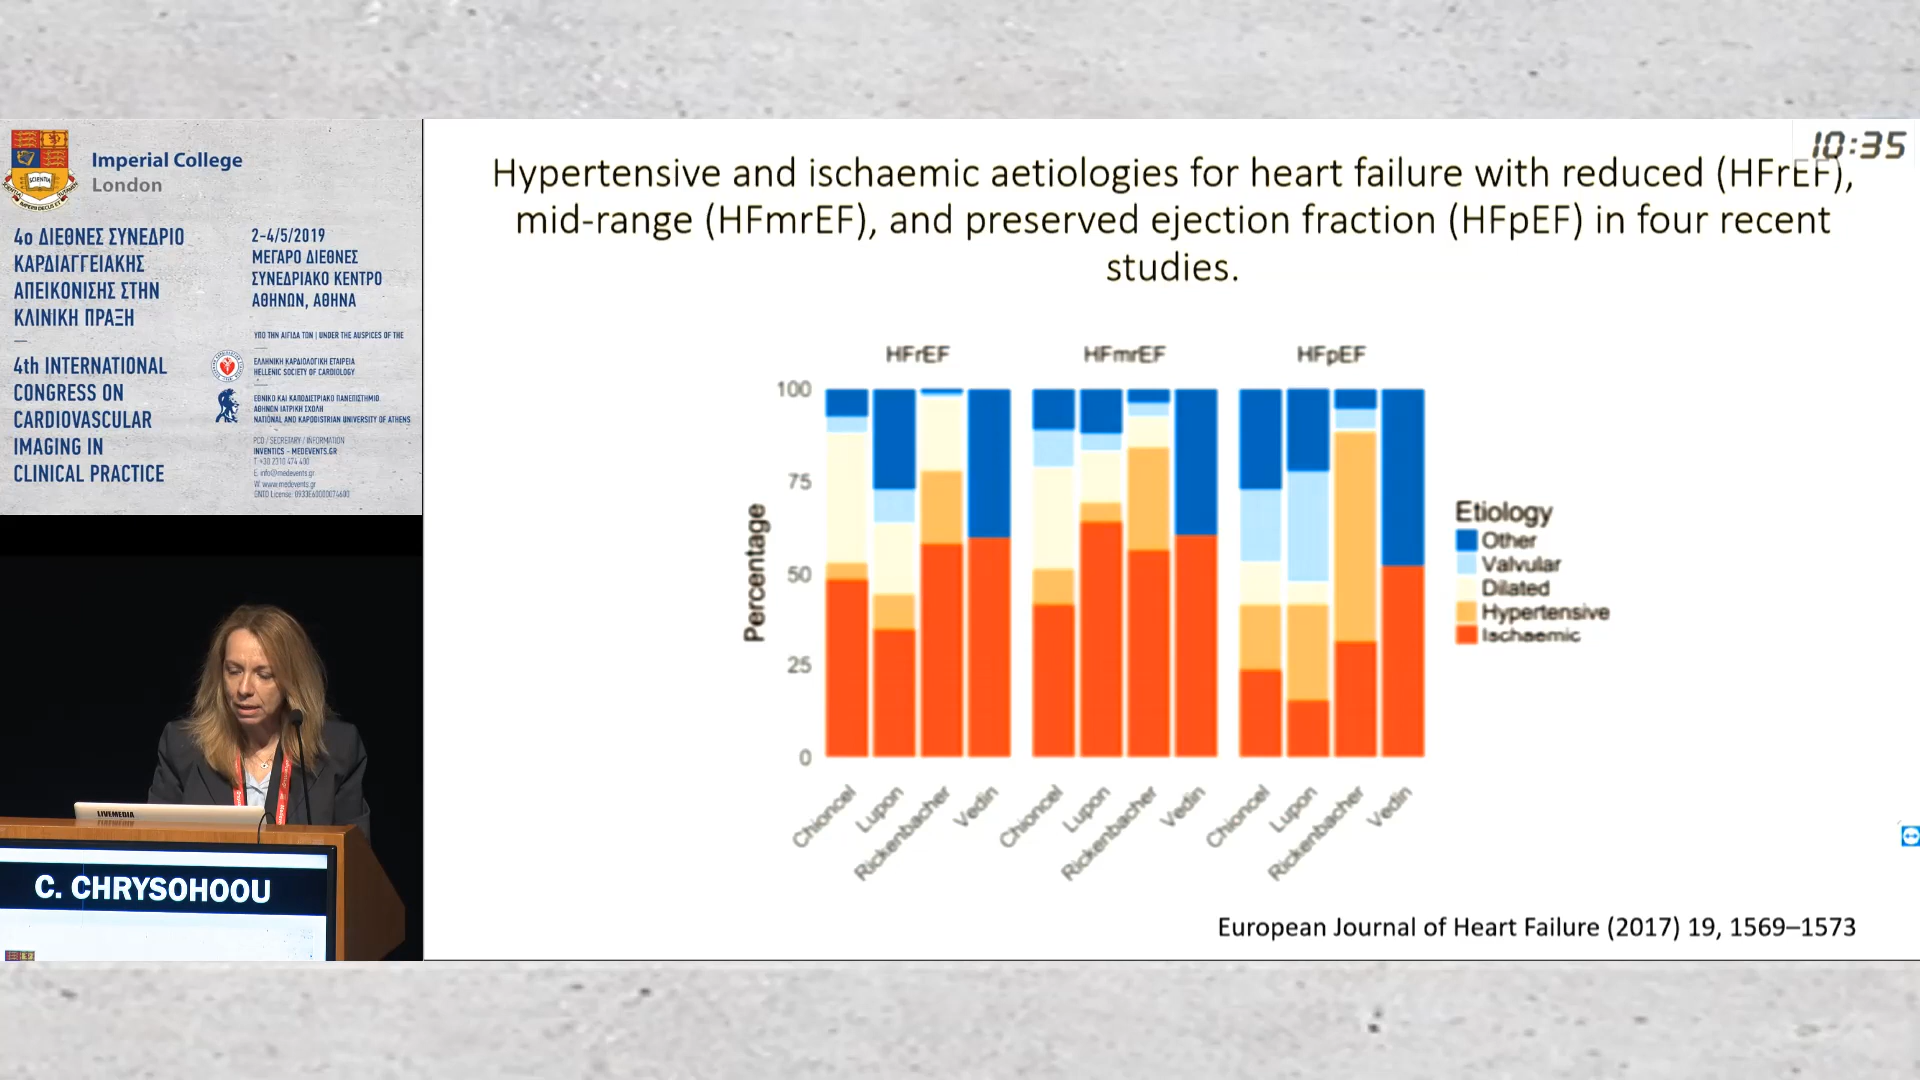 Imperial College
London
4ο ΔΙΕΘΝΕΣ ΣΥΝΕΔΡΙΟ
ΚΑΡΔΙΑΓΓΕΙΑΚΗΣ
ΑΠΕΙΚΟΝΙΣΗΣ ΣΤΗΝ
ΚΛΙΝΙΚΗ ΠΡΑΞΗ
4th INTERNATIONAL
CONGRESS ON
CARDIOVASCULAR
IMAGING IN
CLINICAL PRACTICE
2-4/5/2019
ΜΕΓΑΡΟ ΔΙΕΘΝΕΣ
ΣΥΝΕΔΡΙΑΚΟ ΚΕΝΤΡΟ
ΑΘΗΝΩΝ, ΑΘΗΝΑ
ΥΠΟ ΤΗΝ ΑΙΓΙΔΑ ΤΩΝ | UNDER THE AUSPICES OF THE
ΕΛΛΗΝΙΚΗ ΚΑΡΔΙΟΛΟΓΙΚΗ ΕΤΑΙΡΕΙΑ
HELLENIC SOCIETY OF CARDIOLOGY
ΕΘΝΙΚΟ ΚΑΙ ΚΑΠΟΔΙΣΤΡΙΑΚΟ ΠΑΝΕΠΙΣΤΗΜΙΟ
ΑΘΗΝΩΝ ΙΑΤΡΙΚΗ ΣΧΟΛΗ
NATIONAL AND KAPODISTRIAN UNIVERSITY OF ATHENS
PCO / SECRETARY / INFORMATION
INVENTICS - MEDEVENTS.GR
T. +30 2310 474 400
E. info@medevents.gr
W. www.medevents.gr
LIVEMEDIA
C. CHRYSOHOOU
10:35
Hypertensive and ischaemic aetiologies for heart failure with reduced (HFrEF),
mid-range (HFmrEF), and preserved ejection fraction (HFpEF) in four recent
studies.
HFrEF HFmrEF HFpEF
Percentage
100
75
50
25
0
Chioncel Lupon Rickenbacher Vedin Chioncel Lupon Rickenbacher Vedin Chioncel Lupon Rickenbacher Vedin
Etiology
Other
Valvular
Dilated
Hypertensive
Ischaemic
European Journal of Heart Failure (2017) 19, 1569–1573